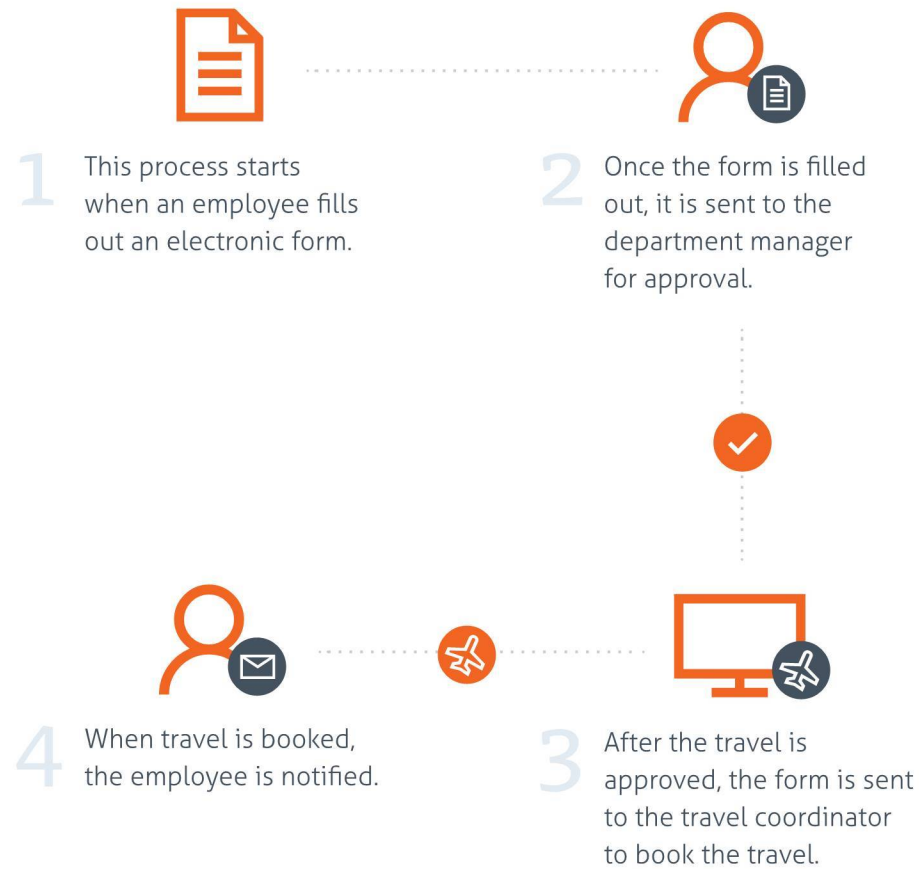 1
This process starts
when an employee fills
out an electronic form.
2
Once the form is filled
out, it is sent to the
department manager
for approval.
3
After the travel is
approved, the form is sent
to the travel coordinator
to book the travel.
4
When travel is booked,
the employee is notified.